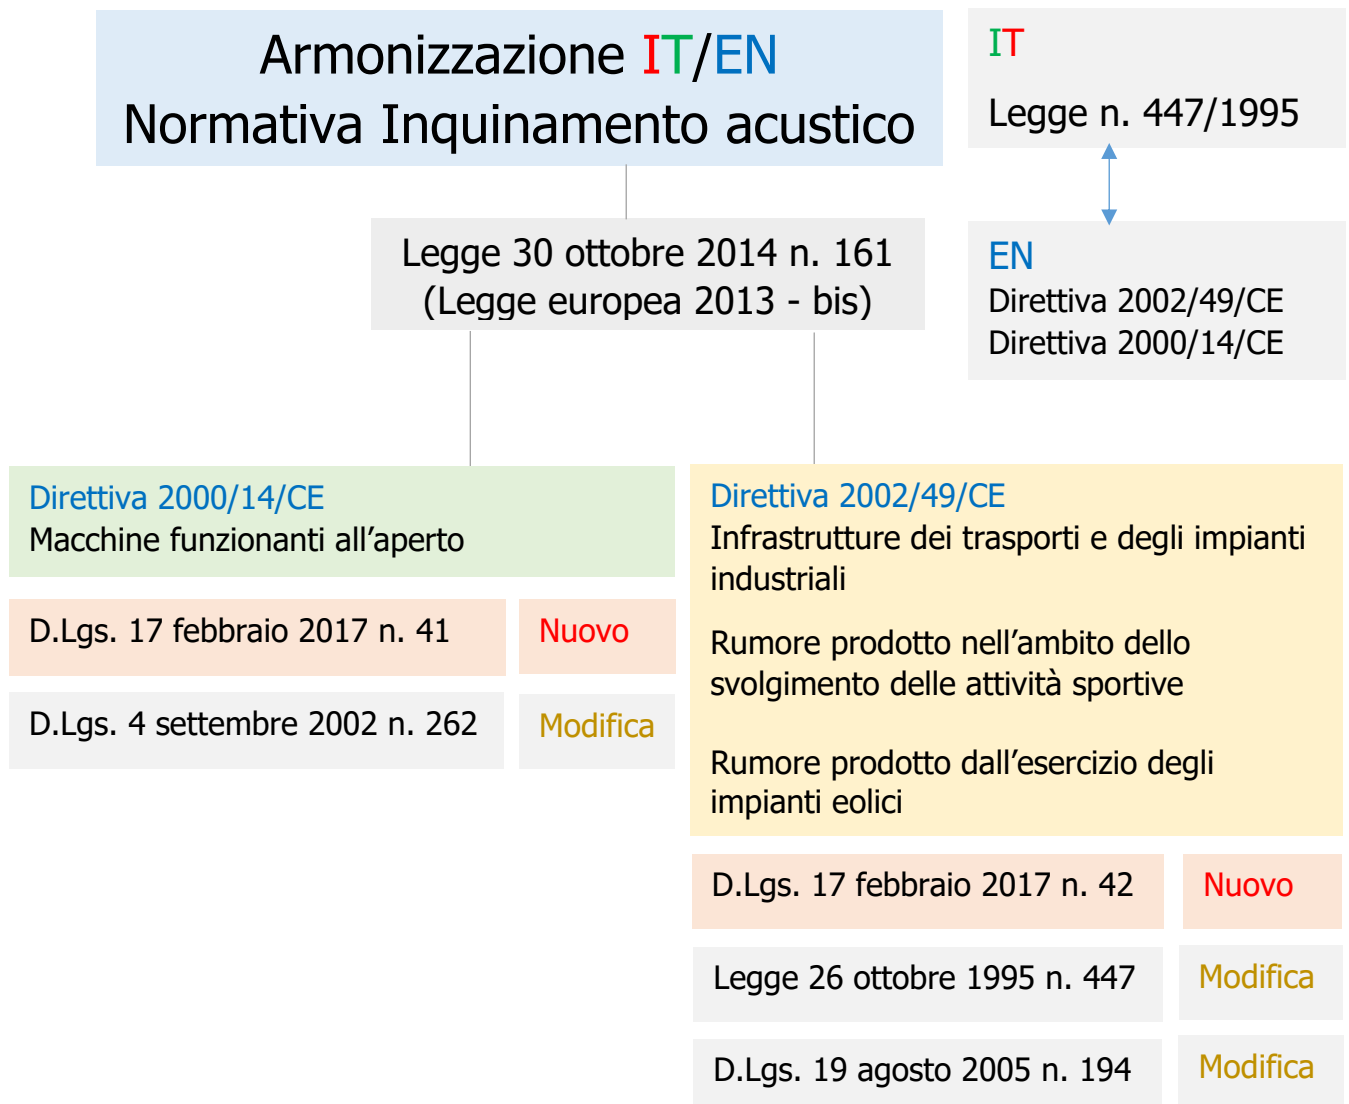 Armonizzazione IT/EN
Normativa Inquinamento acustico
IT
Legge n. 447/1995
Legge 30 ottobre 2014 n. 161
(Legge europea 2013 - bis)
EN
Direttiva 2002/49/CE
Direttiva 2000/14/CE
Direttiva 2000/14/CE
Macchine funzionanti all’aperto
D.Lgs. 17 febbraio 2017 n. 41
Nuovo
D.Lgs. 4 settembre 2002 n. 262
Modifica
Direttiva 2002/49/CE
Infrastrutture dei trasporti e degli impianti
industriali
Rumore prodotto nell’ambito dello
svolgimento delle attività sportive
Rumore prodotto dall’esercizio degli
impianti eolici
D.Lgs. 17 febbraio 2017 n. 42
Nuovo
Legge 26 ottobre 1995 n. 447
Modifica
D.Lgs. 19 agosto 2005 n. 194
Modifica